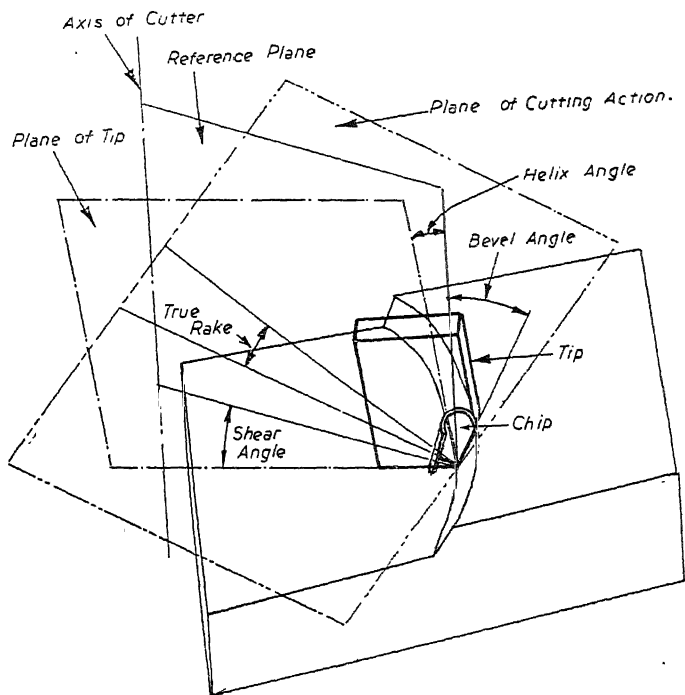 Axis of Cutter
Reference Plane
Plane of Cutting Action.
Plane of Tip
Helix Angle
Bevel Angle
True
Rake
Tip
Chip
Shear
Angle